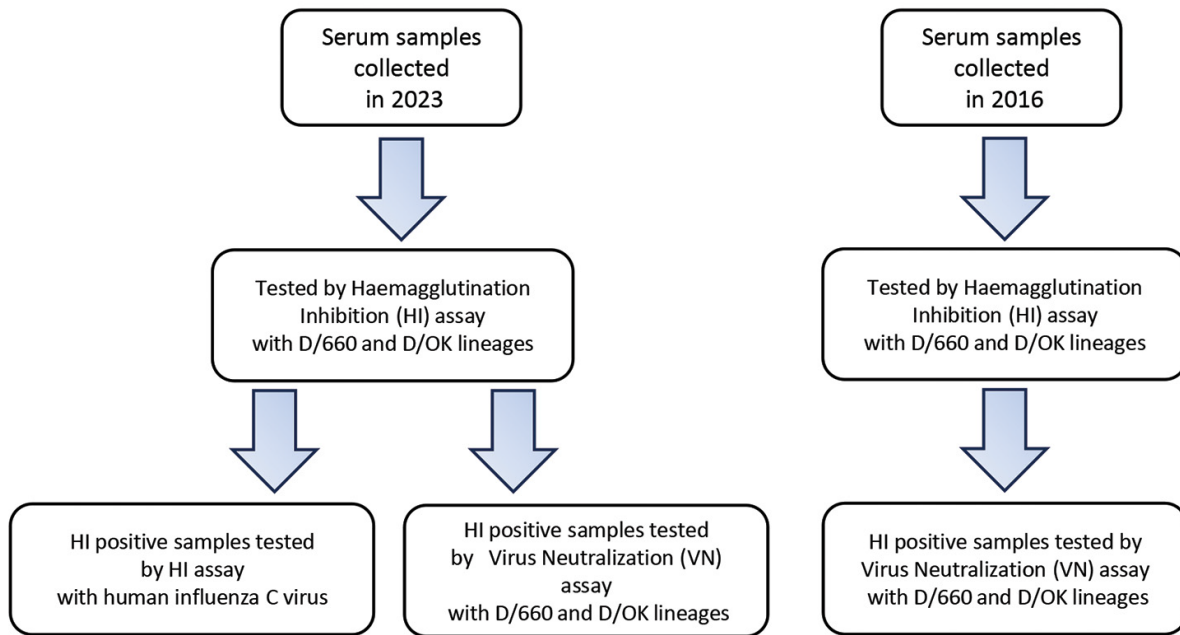 Serum samples
collected
in 2023
Serum samples
collected
in 2016
Tested by Haemagglutination
Inhibition (HI) assay
with D/660 and D/OK lineages
Tested by Haemagglutination
Inhibition (HI) assay
with D/660 and D/OK lineages
HI positive samples tested
by HI assay
with human influenza C virus
HI positive samples tested
by Virus Neutralization (VN)
assay
with D/660 and D/OK lineages
HI positive samples tested by
Virus Neutralization (VN) assay
with D/660 and D/OK lineages